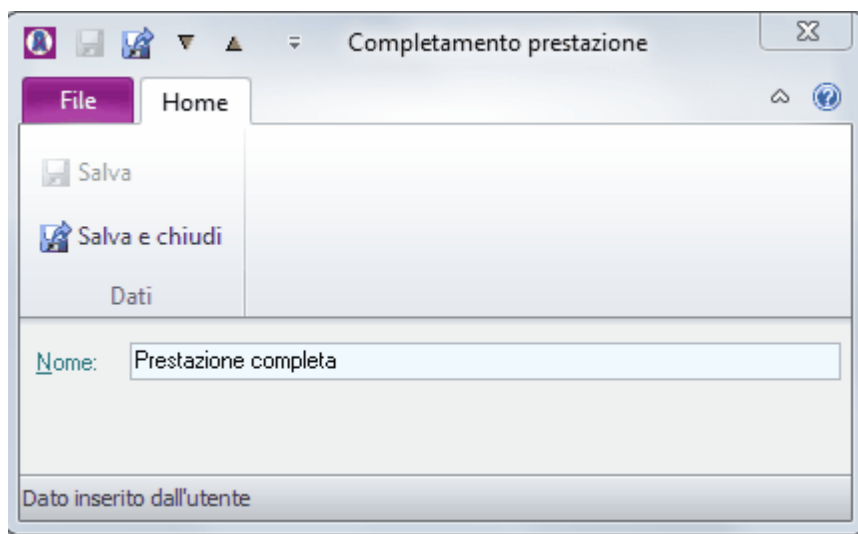 Completamento prestazione
File Home
Salva
Salva e chiudi
Dati
Nome: Prestazione completa
Dato inserito dall'utente